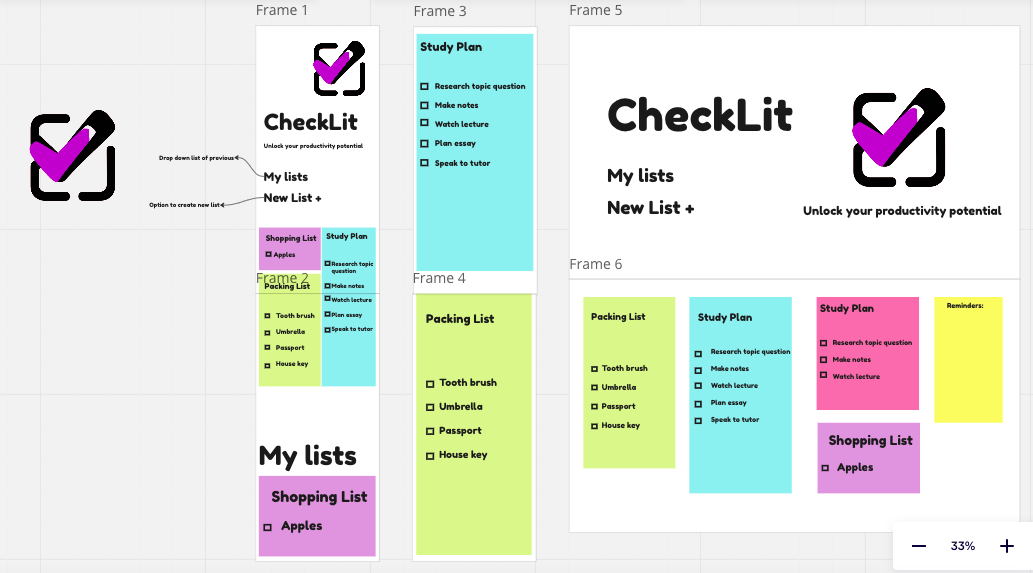 Frame 1
CheckLit
Unlock your productivity potential
Drop down list of previous
My lists
Option to create new list
New List +
Shopping List
Apples
Study Plan
Research topic
question
Make notes
Watch lecture
Plan essay
Speak to tutor
Frame 2
Packing List
Tooth brush
Umbrella
Passport
House key
My lists
Shopping List
Apples
Frame 3
Study Plan
Research topic question
Make notes
Watch lecture
Plan essay
Speak to tutor
Frame 4
Packing List
Tooth brush
Umbrella
Passport
House key
Frame 5
CheckLit
My lists
New List +
Unlock your productivity potential
Frame 6
Packing List
Tooth brush
Umbrella
Passport
House key
Study Plan
Research topic question
Make notes
Watch lecture
Plan essay
Speak to tutor
Study Plan
Research topic question
Make notes
Watch lecture
Shopping List
Apples
Reminders:
33%